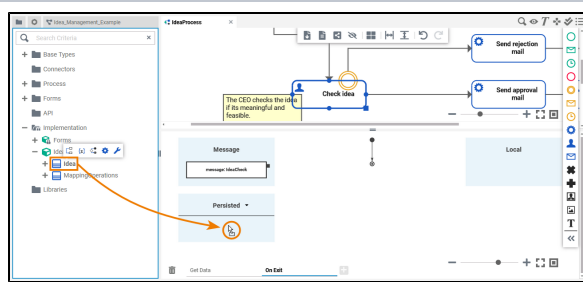 Idea_Management_Example
IdeaProcess
×
Search Criteria
×
Base Types
Connectors
Process
Forms
API
Implementation
Forms
Idea
MappingOperations
Libraries
Send rejection
mail
Check idea
The CEO checks the idea
if its meaningful and
feasible.
Send approval
mail
Message
message: IdeaCheck
Persisted
Local
Get Data
On Exit
T
T